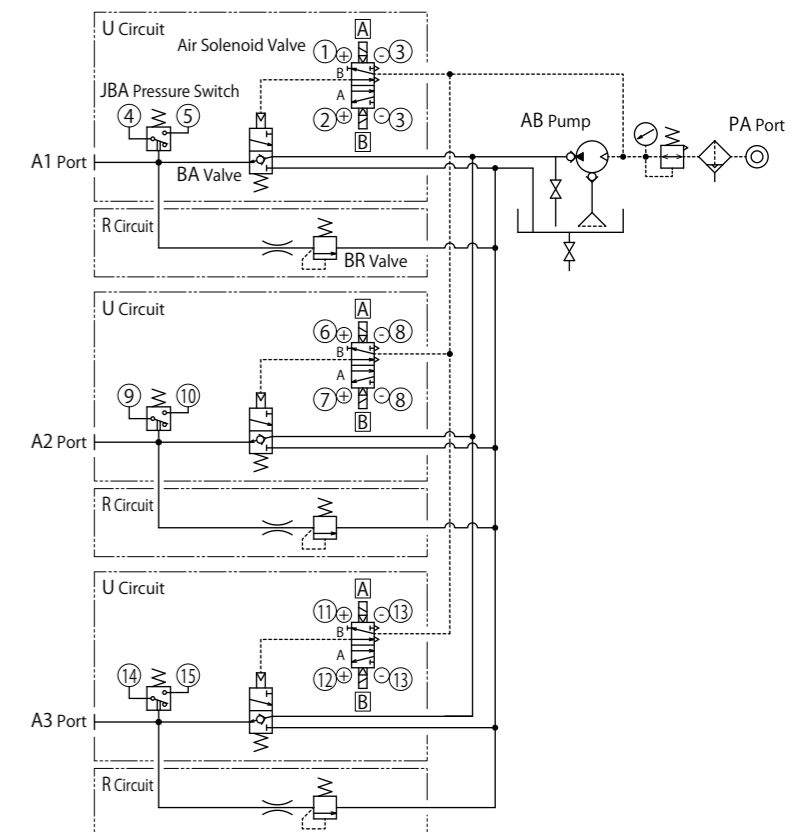 U Circuit
Air Solenoid Valve
A
① + - ③
B
A
② + - ③
B
JBA Pressure Switch
④ ⑤
A1 Port
BA Valve
AB Pump
PA Port
R Circuit
BR Valve
U Circuit
A
⑥ + - ⑧
B
A
⑦ + - ⑧
B
⑨ ⑩
A2 Port
R Circuit
U Circuit
A
⑪ + - ⑬
B
A
⑫ + - ⑬
B
⑭ ⑮
A3 Port
R Circuit